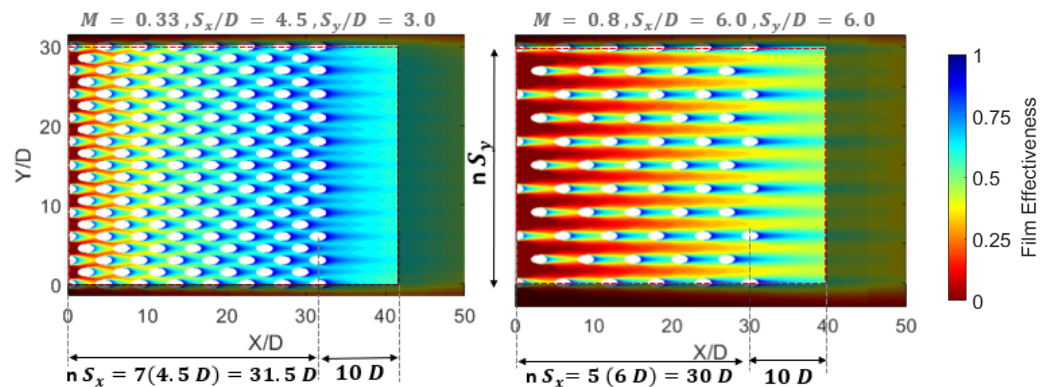 M = 0.33 , S_x/D = 4.5 , S_y/D = 3.0
M = 0.8 , S_x/D = 6.0 , S_y/D = 6.0
30
20
10
0
Y/D
0 10 20 30 40 50
X/D
n S_x = 7(4.5 D) = 31.5 D
10 D
n S_y
0 10 20 30 40 50
X/D
n S_x = 5 (6 D) = 30 D
10 D
1
0.75
0.5
0.25
0
Film Effectiveness